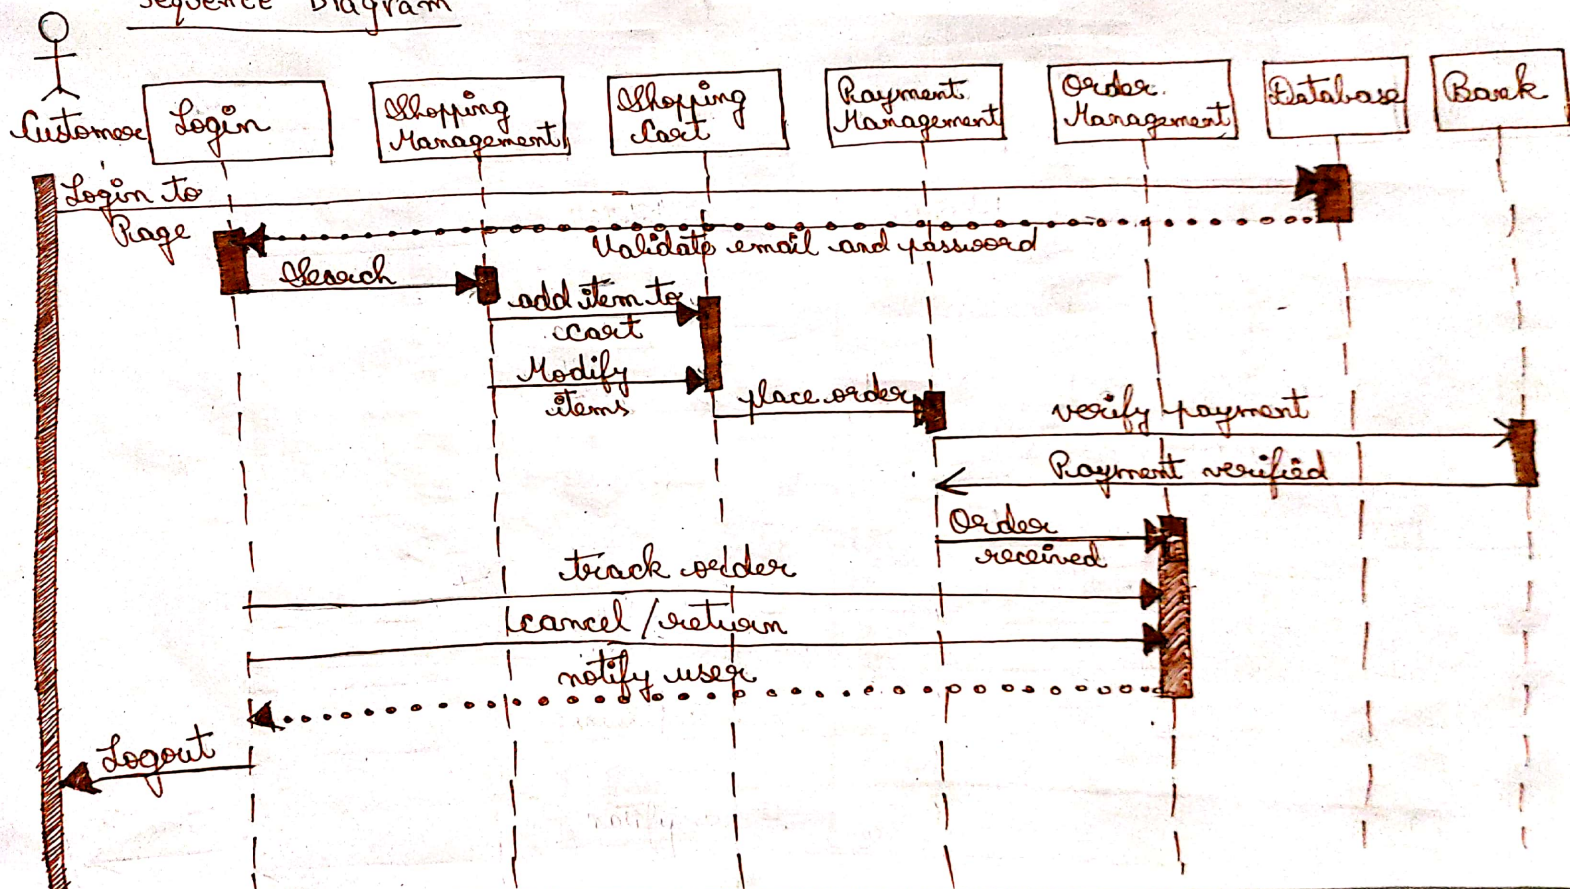 Sequence Diagram
Customer
Login
Shopping
Management
Shopping
Cart
Payment
Management
Order
Management
Database
Bank
Login to
Page
Validate email and password
Search
add item to
cart
Modify
items
place order
verify payment
Payment verified
Order
received
track order
cancel/return
notify user
Logout